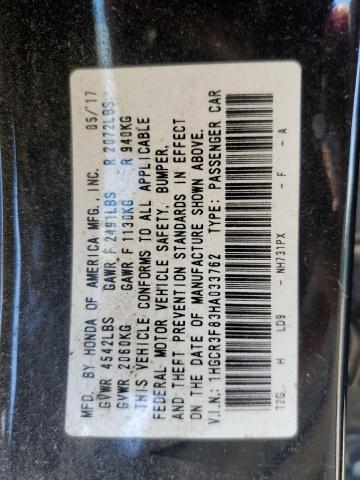 MFD. BY HONDA OF AMERICA MFG., INC. 05/'17
GVWR 4542LBS GAWR F 2491LBS R 2072LBS
GVWR 2060KG GAWR F 1130KG R 940KG
THIS VEHICLE CONFORMS TO ALL APPLICABLE
FEDERAL MOTOR VEHICLE SAFETY, BUMPER,
AND THEFT PREVENTION STANDARDS IN EFFECT
ON THE DATE OF MANUFACTURE SHOWN ABOVE.
V.I.N.: 1HGCR3F83HA033762 TYPE: PASSENGER CAR
T2G H LD9 - NH731PX - F - A